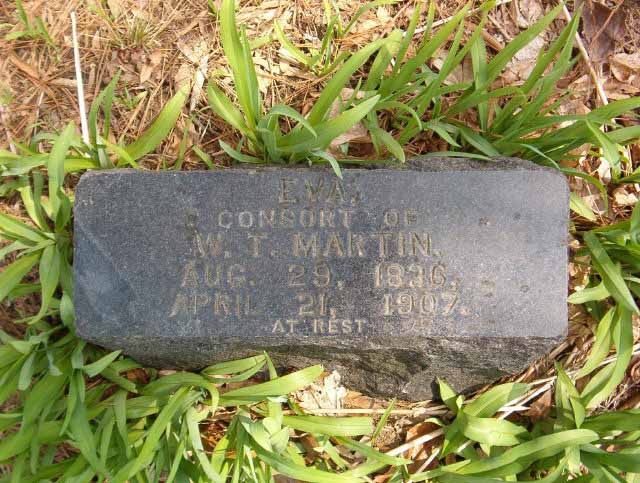 EVA,
CONSORT OF
W. T. MARTIN.
AUG. 29, 1836.
APRIL 21, 1907.
AT REST